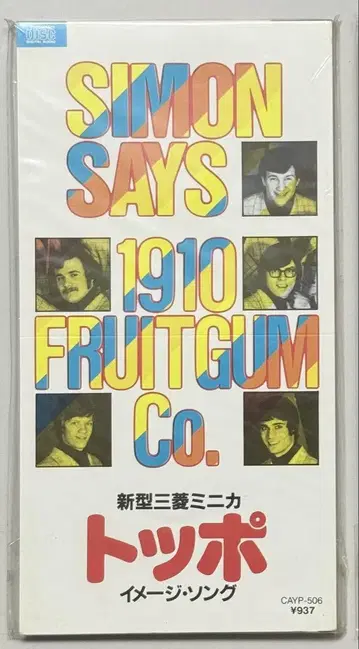 SIMON
SAYS
1910
FRUITGUM
Co.
新型三菱ミニカ
トッポ
イメージ・ソング
CAYP-506
¥937